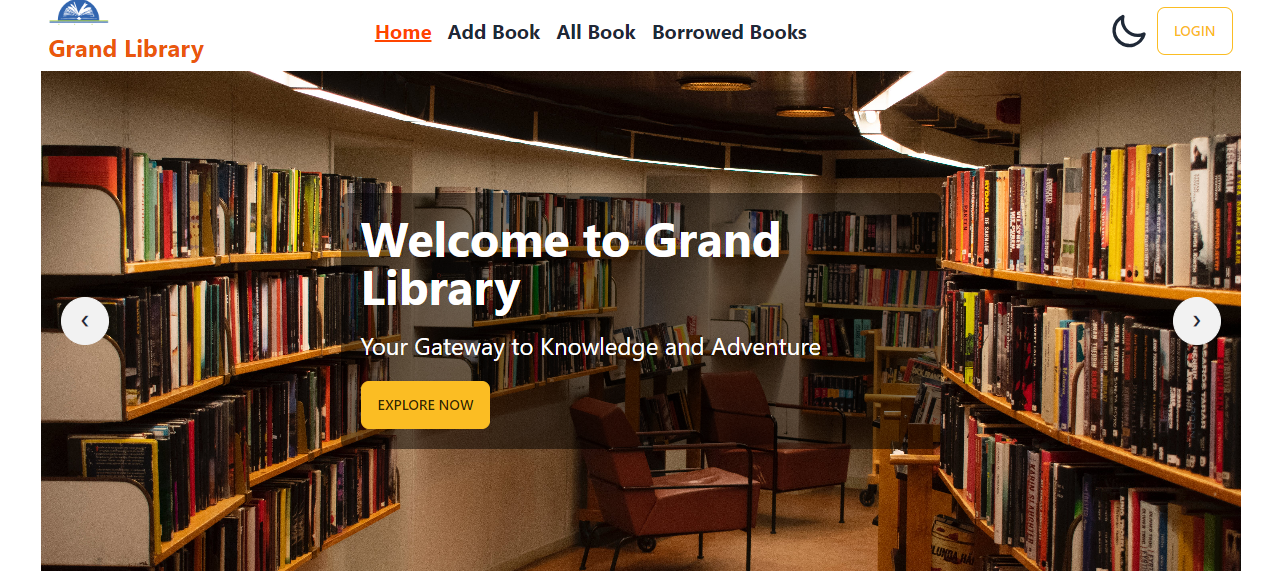 Grand Library
Home Add Book All Book Borrowed Books
LOGIN
Welcome to Grand
Library
Your Gateway to Knowledge and Adventure
EXPLORE NOW